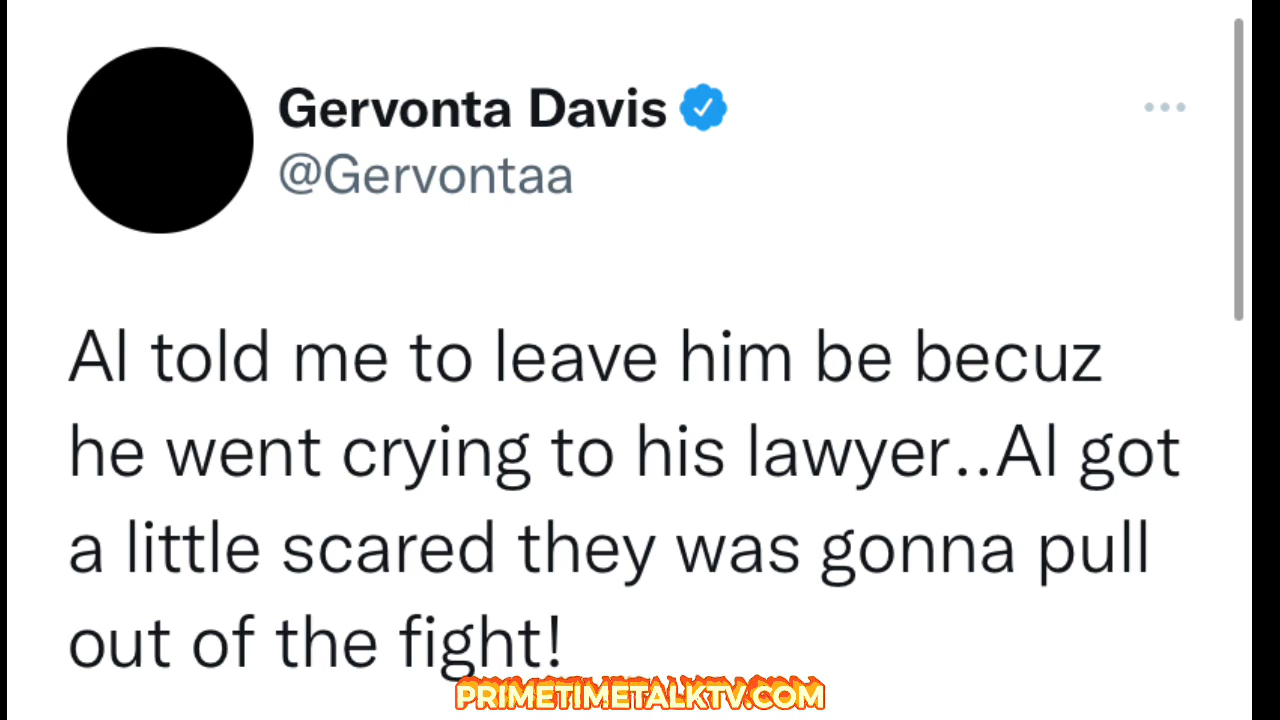 Gervonta Davis
@Gervontaa
Al told me to leave him be becuz
he went crying to his lawyer..Al got
a little scared they was gonna pull
out of the fight!
PRIMETIMETALKTV.COM